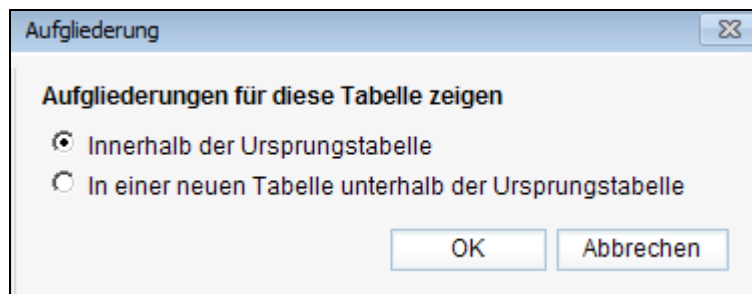 Aufgliederung
Aufgliederungen für diese Tabelle zeigen
Innerhalb der Ursprungstabelle
In einer neuen Tabelle unterhalb der Ursprungstabelle
OK Abbrechen